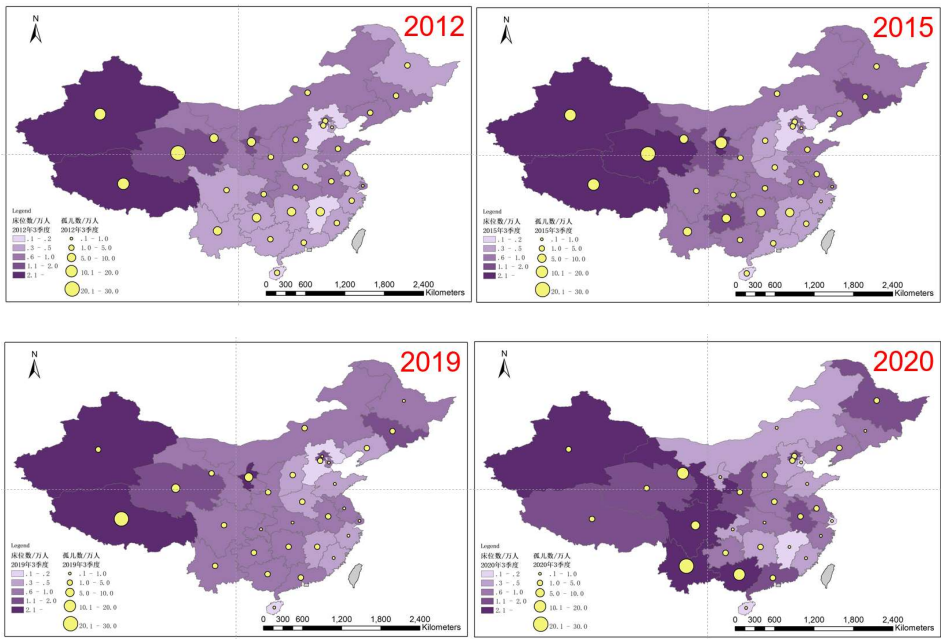 N
2012
Legend
床位数/万人 孤儿数/万人
2012年3季度 2012年3季度
.1 - .2 .1 - 1.0
.3 - .5 1.0 - 5.0
.6 - 1.0 5.0 - 10.0
1.1 - 2.0 10.1 - 20.0
2.1 - 20.1 - 30.0
0 300 600 1,200 1,800 2,400
Kilometers
N
2015
Legend
床位数/万人 孤儿数/万人
2015年3季度 2015年3季度
.1 - .2 .1 - 1.0
.3 - .5 1.0 - 5.0
.6 - 1.0 5.0 - 10.0
1.1 - 2.0 10.1 - 20.0
2.1 - 20.1 - 30.0
0 300 600 1,200 1,800 2,400
Kilometers
N
2019
Legend
床位数/万人 孤儿数/万人
2019年3季度 2019年3季度
.1 - .2 .1 - 1.0
.3 - .5 1.0 - 5.0
.6 - 1.0 5.0 - 10.0
1.1 - 2.0 10.1 - 20.0
2.1 - 20.1 - 30.0
0 300 600 1,200 1,800 2,400
Kilometers
N
2020
Legend
床位数/万人 孤儿数/万人
2020年3季度 2020年3季度
.1 - .2 .1 - 1.0
.3 - .5 1.0 - 5.0
.6 - 1.0 5.0 - 10.0
1.1 - 2.0 10.1 - 20.0
2.1 - 20.1 - 30.0
0 300 600 1,200 1,800 2,400
Kilometers